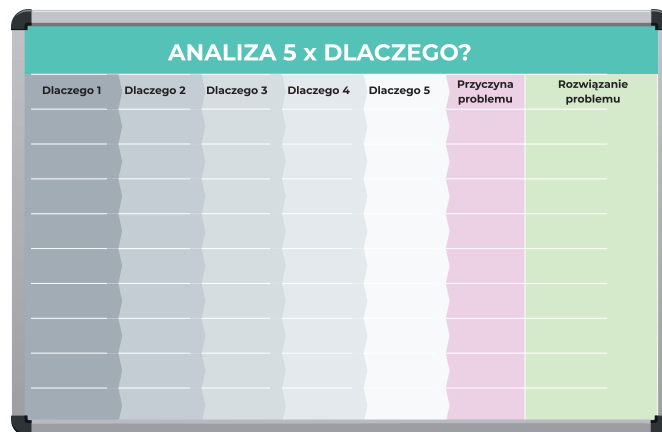 ANALIZA 5 x DLACZEGO?
Dlaczego 1
Dlaczego 2
Dlaczego 3
Dlaczego 4
Dlaczego 5
Przyczyna
problemu
Rozwiązanie
problemu